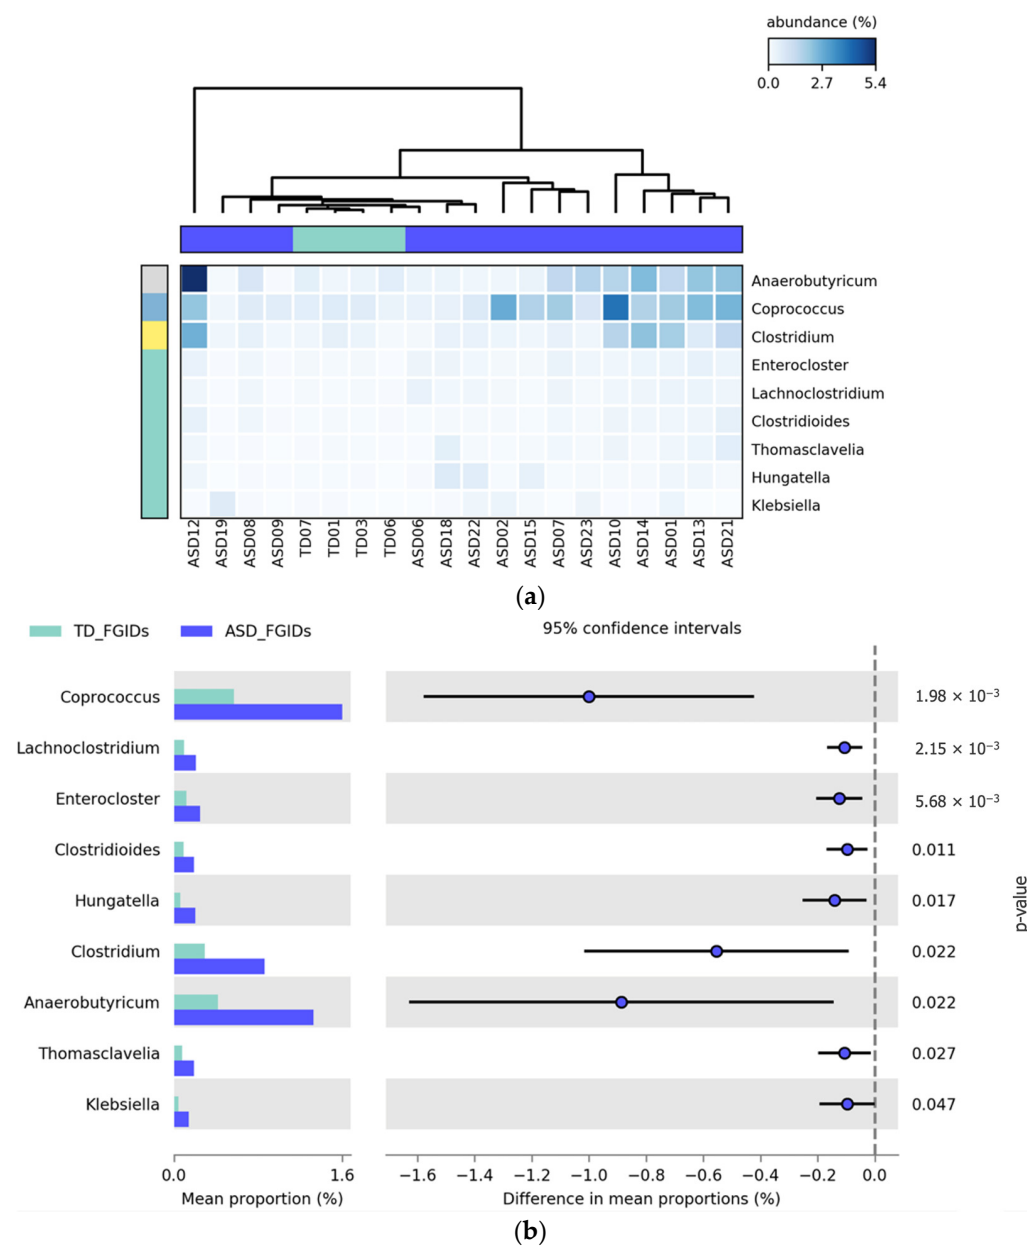 abundance (%)
0.0 2.7 5.4
Anaerobutyricum
Coprococcus
Clostridium
Enterocloster
Lachnoclostridium
Clostridioides
Thomasclavelia
Hungatella
Klebsiella
ASD12 ASD19 ASD08 ASD09 TD07 TD01 TD03 TD06 ASD06 ASD18 ASD22 ASD02 ASD15 ASD07 ASD23 ASD10 ASD14 ASD01 ASD13 ASD21
(a)
TD_FGIDs ASD_FGIDs 95% confidence intervals
Coprococcus 1.98 × 10⁻³
Lachnoclostridium 2.15 × 10⁻³
Enterocloster 5.68 × 10⁻³
Clostridioides 0.011
Hungatella 0.017
Clostridium 0.022
Anaerobutyricum 0.022
Thomasclavelia 0.027
Klebsiella 0.047
p-value
0.0 1.6 −1.6 −1.4 −1.2 −1.0 −0.8 −0.6 −0.4 −0.2 0.0
Mean proportion (%) Difference in mean proportions (%)
(b)